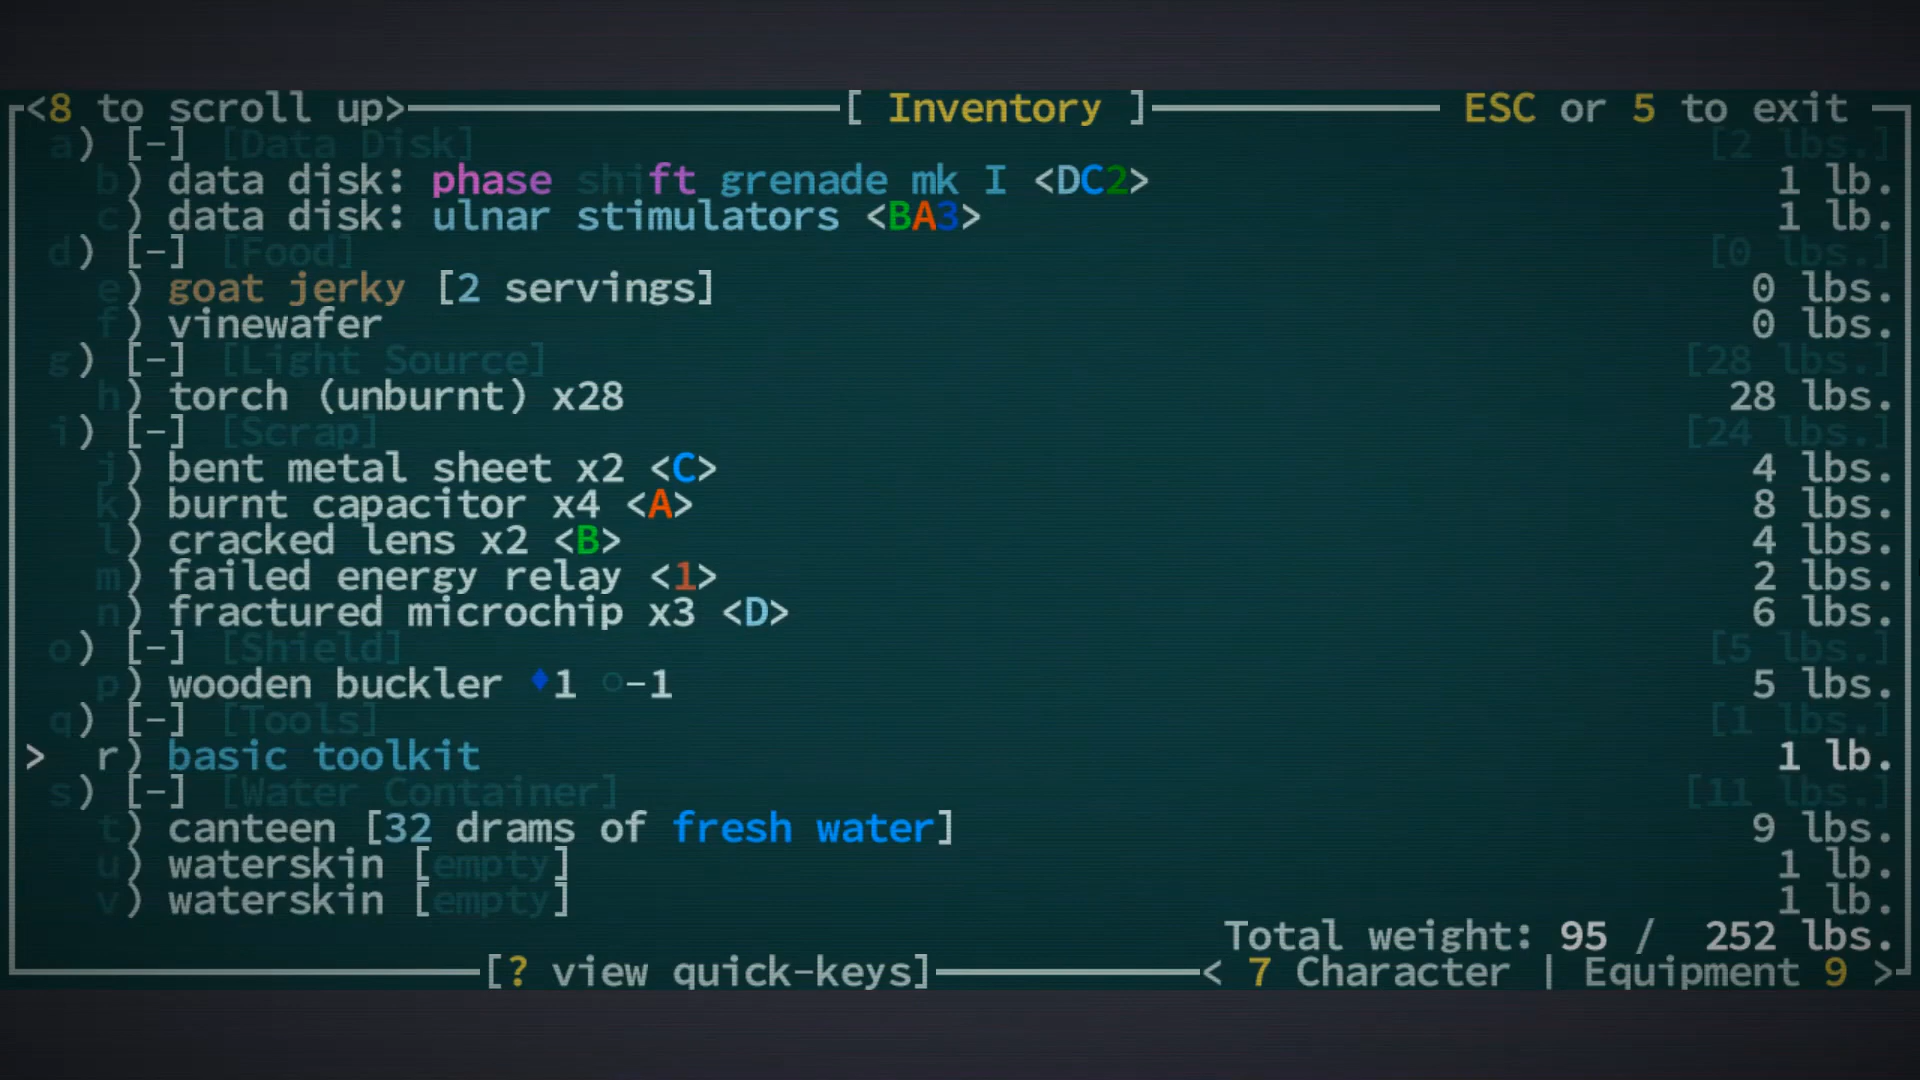 <8 to scroll up> [ Inventory ] ESC or 5 to exit
a) [-] [Data Disk] [2 lbs.]
b) data disk: phase shift grenade mk I <DC2> 1 lb.
c) data disk: ulnar stimulators <BA3> 1 lb.
d) [-] [Food] [0 lbs.]
e) goat jerky [2 servings] 0 lbs.
f) vinewafer 0 lbs.
g) [-] [Light Source] [28 lbs.]
h) torch (unburnt) x28 28 lbs.
i) [-] [Scrap] [24 lbs.]
j) bent metal sheet x2 <C> 4 lbs.
k) burnt capacitor x4 <A> 8 lbs.
l) cracked lens x2 <B> 4 lbs.
m) failed energy relay <1> 2 lbs.
n) fractured microchip x3 <D> 6 lbs.
o) [-] [Shield] [5 lbs.]
p) wooden buckler ♦1 ○-1 5 lbs.
q) [-] [Tools] [1 lbs.]
> r) basic toolkit 1 lb.
s) [-] [Water Container] [11 lbs.]
t) canteen [32 drams of fresh water] 9 lbs.
u) waterskin [empty] 1 lb.
v) waterskin [empty] 1 lb.
Total weight: 95 / 252 lbs.
[? view quick-keys] < 7 Character | Equipment 9 >